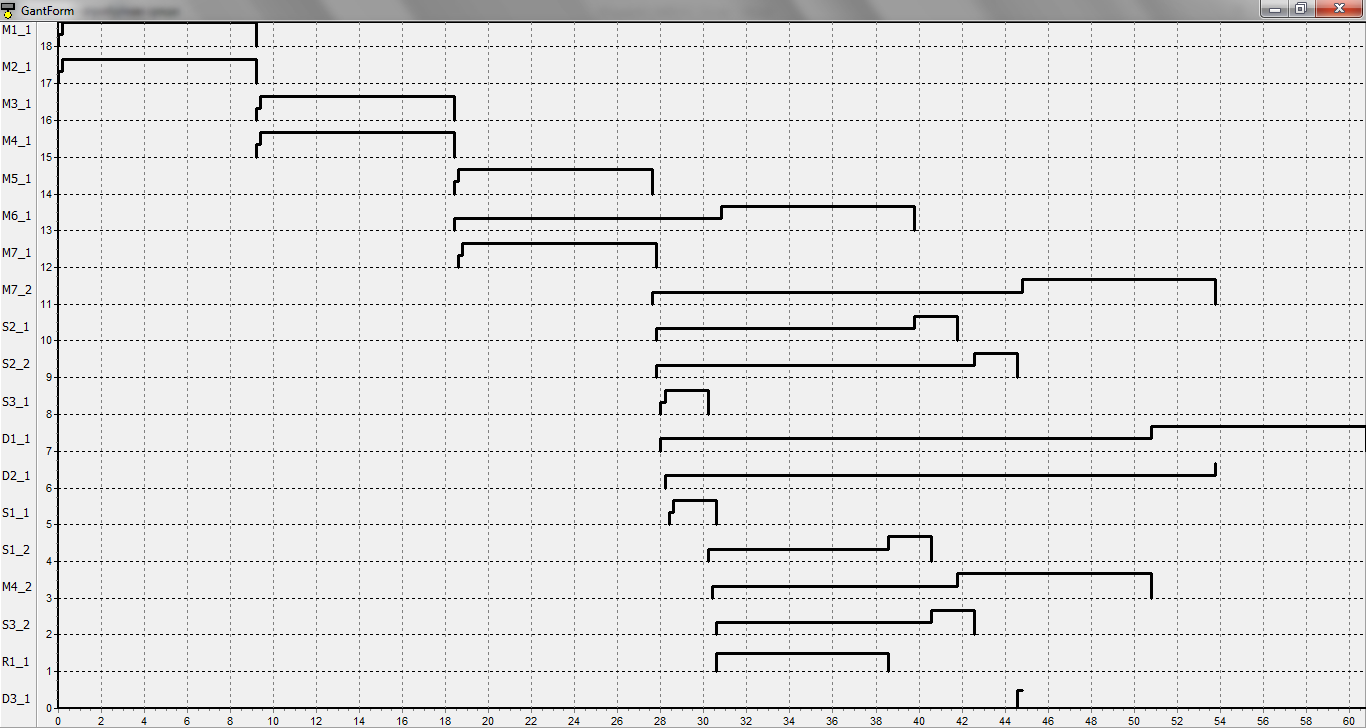 GantForm
M1_1
18
M2_1
17
M3_1
16
M4_1
15
M5_1
14
M6_1
13
M7_1
12
M7_2
11
S2_1
10
S2_2
9
S3_1
8
D1_1
7
D2_1
6
S1_1
5
S1_2
4
M4_2
3
S3_2
2
R1_1
1
D3_1
0
0 2 4 6 8 10 12 14 16 18 20 22 24 26 28 30 32 34 36 38 40 42 44 46 48 50 52 54 56 58 60